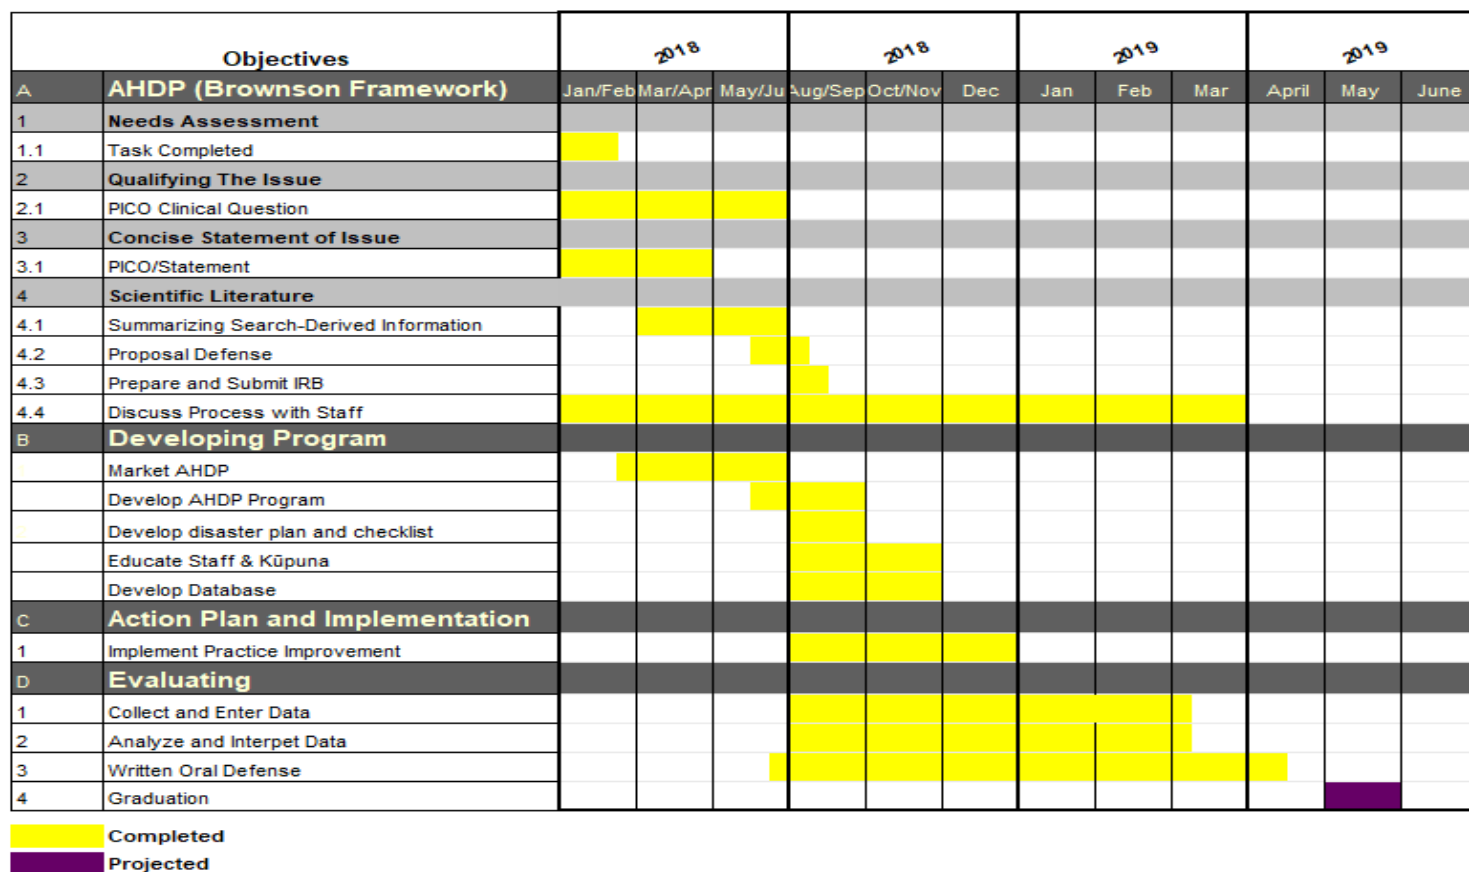 Objectives 2018 2018 2019 2019
A AHDP (Brownson Framework) Jan/Feb Mar/Apr May/Ju Aug/Sep Oct/Nov Dec Jan Feb Mar April May June
1 Needs Assessment
1.1 Task Completed
2 Qualifying The Issue
2.1 PICO Clinical Question
3 Concise Statement of Issue
3.1 PICO/Statement
4 Scientific Literature
4.1 Summarizing Search-Derived Information
4.2 Proposal Defense
4.3 Prepare and Submit IRB
4.4 Discuss Process with Staff
B Developing Program
Market AHDP
Develop AHDP Program
Develop disaster plan and checklist
Educate Staff & Kūpuna
Develop Database
C Action Plan and Implementation
1 Implement Practice Improvement
D Evaluating
1 Collect and Enter Data
2 Analyze and Interpet Data
3 Written Oral Defense
4 Graduation
Completed
Projected